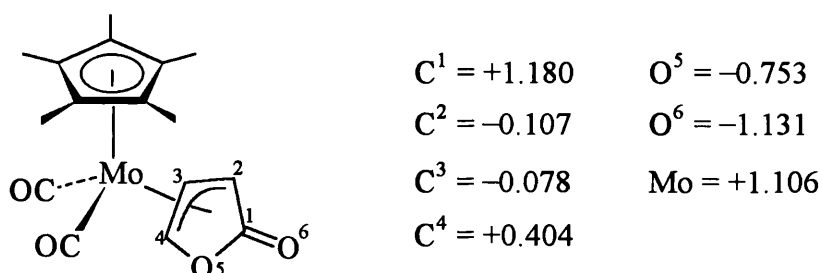 C¹ = +1.180 O⁵ = −0.753
C² = −0.107 O⁶ = −1.131
C³ = −0.078 Mo = +1.106
C⁴ = +0.404
Mo
OC
OC
3
2
4
1
O⁶
O5